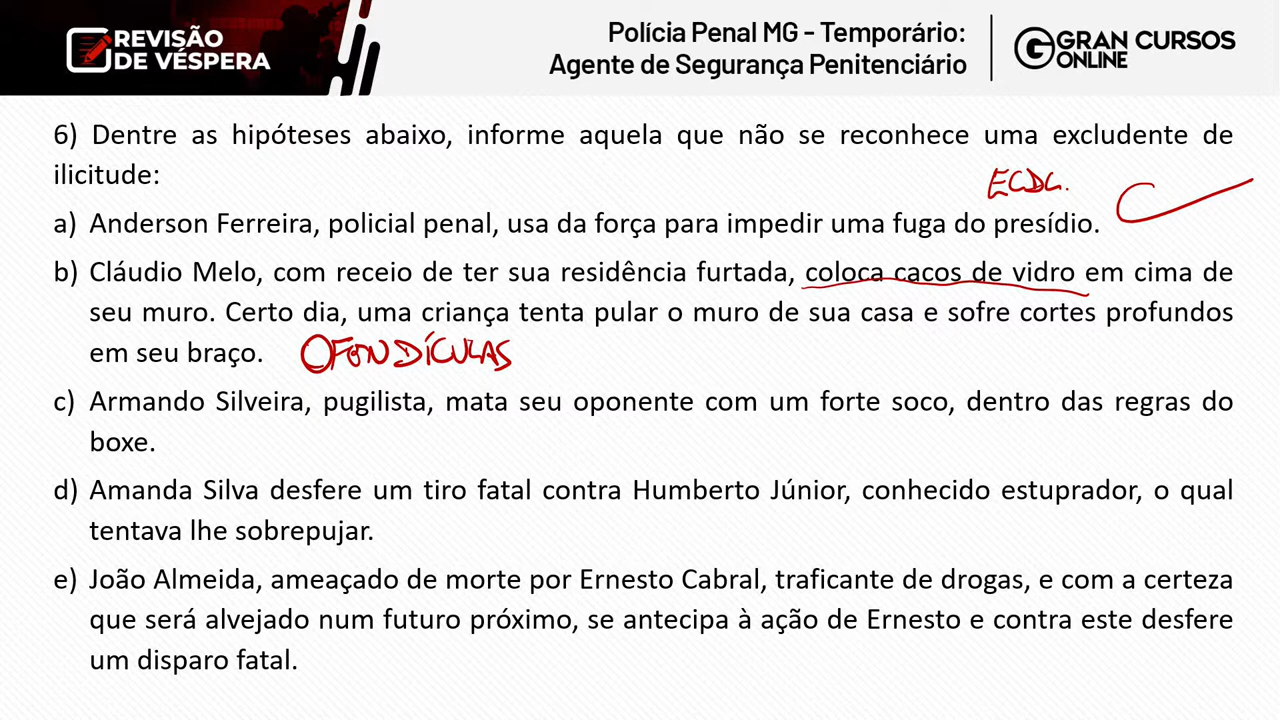 REVISÃO
DE VÉSPERA
Polícia Penal MG - Temporário:
Agente de Segurança Penitenciário
GRAN CURSOS
ONLINE
6) Dentre as hipóteses abaixo, informe aquela que não se reconhece uma excludente de
ilicitude:
ECDL.
a) Anderson Ferreira, policial penal, usa da força para impedir uma fuga do presídio.
b) Cláudio Melo, com receio de ter sua residência furtada, coloca cacos de vidro em cima de
seu muro. Certo dia, uma criança tenta pular o muro de sua casa e sofre cortes profundos
em seu braço. OFENDÍCULAS
c) Armando Silveira, pugilista, mata seu oponente com um forte soco, dentro das regras do
boxe.
d) Amanda Silva desfere um tiro fatal contra Humberto Júnior, conhecido estuprador, o qual
tentava lhe sobrepujar.
e) João Almeida, ameaçado de morte por Ernesto Cabral, traficante de drogas, e com a certeza
que será alvejado num futuro próximo, se antecipa à ação de Ernesto e contra este desfere
um disparo fatal.